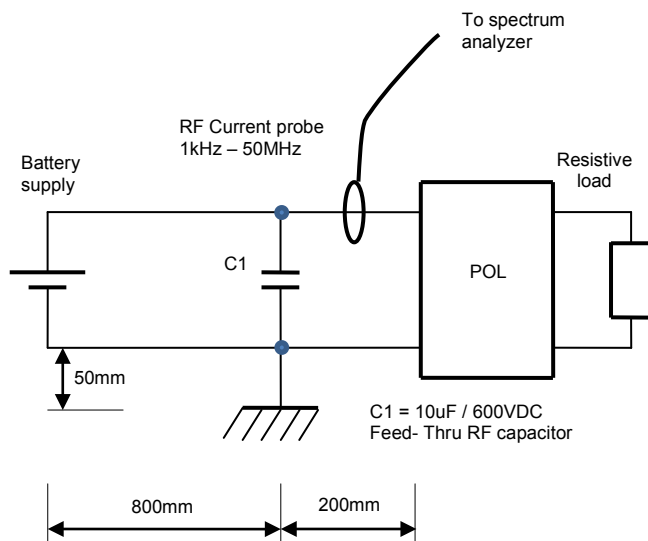 To spectrum
analyzer
RF Current probe
1kHz – 50MHz
Battery
supply
Resistive
load
C1
POL
50mm
C1 = 10uF / 600VDC
Feed- Thru RF capacitor
800mm
200mm